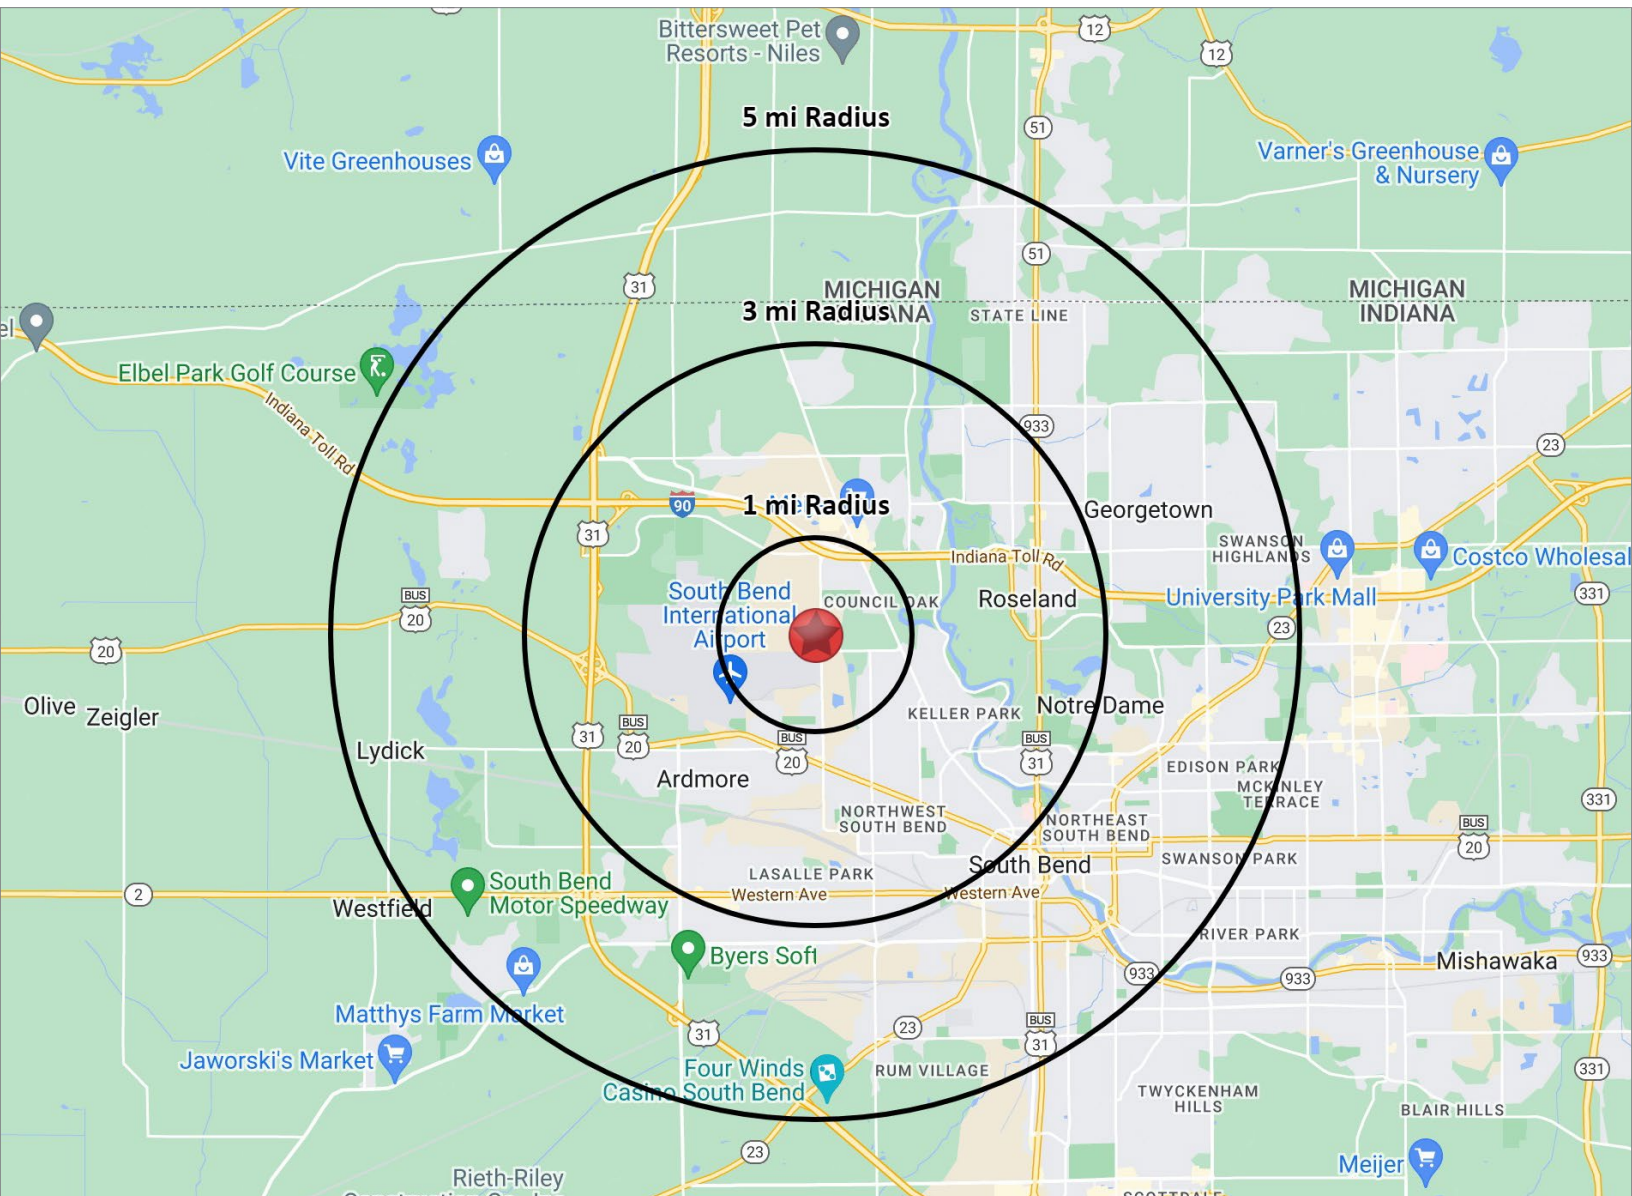 Bittersweet Pet
Resorts - Niles
12
12
5 mi Radius
51
Vite Greenhouses
Varner's Greenhouse
& Nursery
51
31
MICHIGAN
MICHIGAN
INDIANA
3 mi Radius
STATE LINE
el
Elbel Park Golf Course
Indiana Toll Rd
933
23
90
1 mi Radius
Georgetown
31
SWANSON
HIGHLANDS
Indiana Toll Rd
Costco Wholesal
South Bend
International
Airport
COUNCIL OAK
Roseland
University Park Mall
331
BUS
20
23
20
Olive
Zeigler
KELLER PARK
Notre Dame
31
BUS
20
BUS
20
BUS
31
Lydick
Ardmore
EDISON PARK
MCKINLEY
TERRACE
331
NORTHWEST
SOUTH BEND
NORTHEAST
SOUTH BEND
BUS
20
South Bend
SWANSON PARK
LASALLE PARK
2
South Bend
Motor Speedway
Western Ave
Western Ave
Westfield
RIVER PARK
Byers Soft
933
933
933
Mishawaka
Matthys Farm Market
31
23
BUS
31
Jaworski's Market
Four Winds
Casino South Bend
RUM VILLAGE
331
TWYCKENHAM
HILLS
BLAIR HILLS
23
Meijer
Rieth-Riley